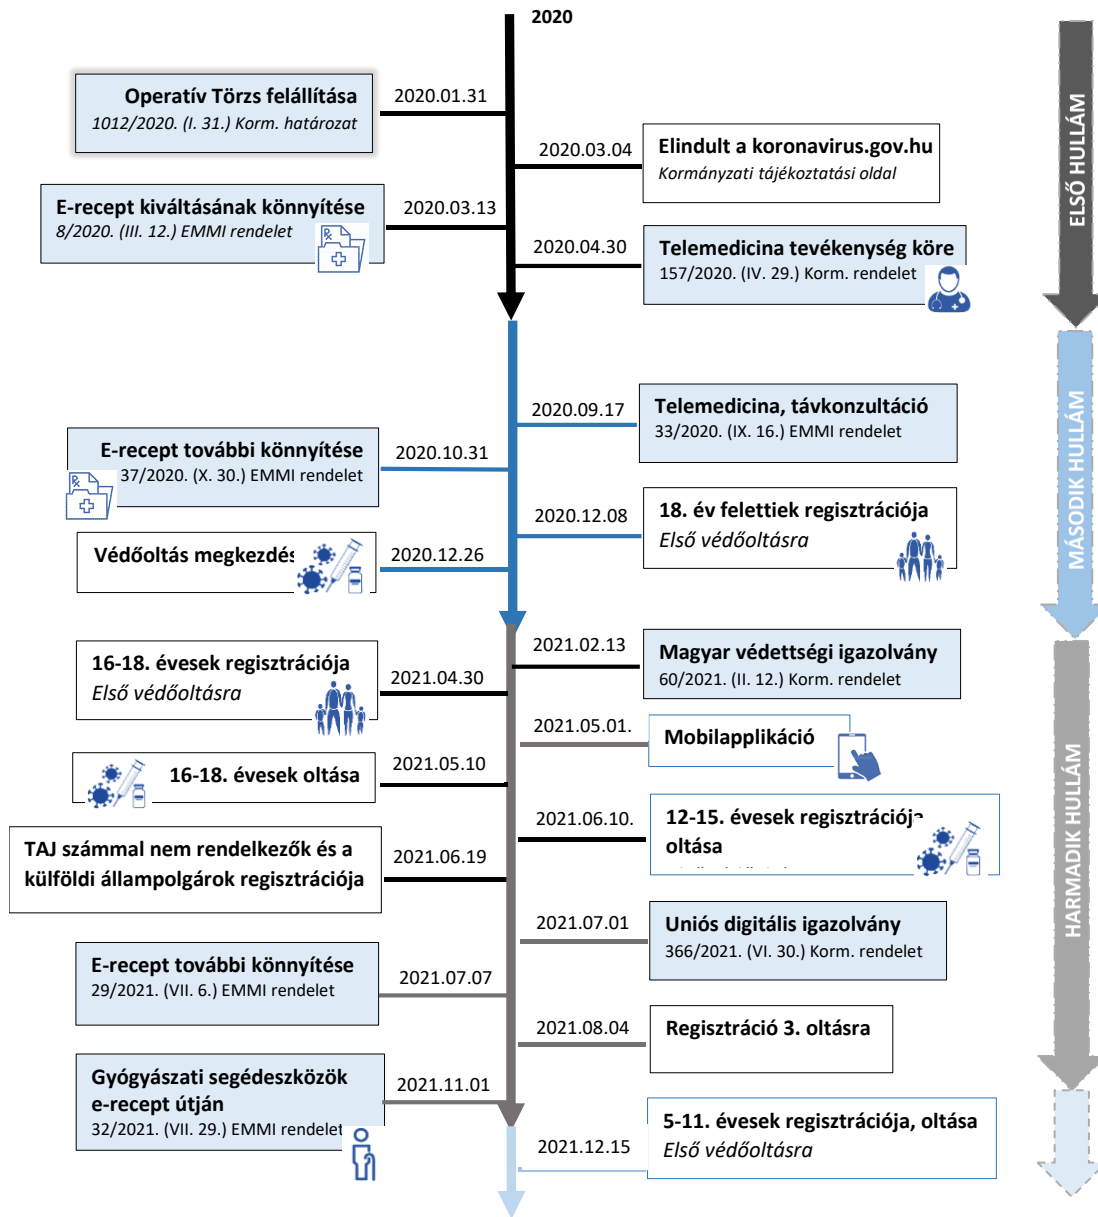 2020
2020.01.31
Operatív Törzs felállítása
1012/2020. (I. 31.) Korm. határozat
2020.03.04
Elindult a koronavirus.gov.hu
Kormányzati tájékoztatási oldal
2020.03.13
E-recept kiváltásának könnyítése
8/2020. (III. 12.) EMMI rendelet
2020.04.30
Telemedicina tevékenység köre
157/2020. (IV. 29.) Korm. rendelet
ELSŐ HULLÁM
2020.09.17
Telemedicina, távkonzultáció
33/2020. (IX. 16.) EMMI rendelet
2020.10.31
E-recept további könnyítése
37/2020. (X. 30.) EMMI rendelet
2020.12.08
18. év felettiek regisztrációja
Első védőoltásra
2020.12.26
Védőoltás megkezdés
MÁSODIK HULLÁM
2021.02.13
Magyar védettségi igazolvány
60/2021. (II. 12.) Korm. rendelet
2021.04.30
16-18. évesek regisztrációja
Első védőoltásra
2021.05.01.
Mobilapplikáció
2021.05.10
16-18. évesek oltása
2021.06.10.
12-15. évesek regisztrációja
oltása
2021.06.19
TAJ számmal nem rendelkezők és a
külföldi állampolgárok regisztrációja
2021.07.01
Uniós digitális igazolvány
366/2021. (VI. 30.) Korm. rendelet
2021.07.07
E-recept további könnyítése
29/2021. (VII. 6.) EMMI rendelet
2021.08.04
Regisztráció 3. oltásra
2021.11.01
Gyógyászati segédeszközök
e-recept útján
32/2021. (VII. 29.) EMMI rendelet
2021.12.15
5-11. évesek regisztrációja, oltása
Első védőoltásra
HARMADIK HULLÁM